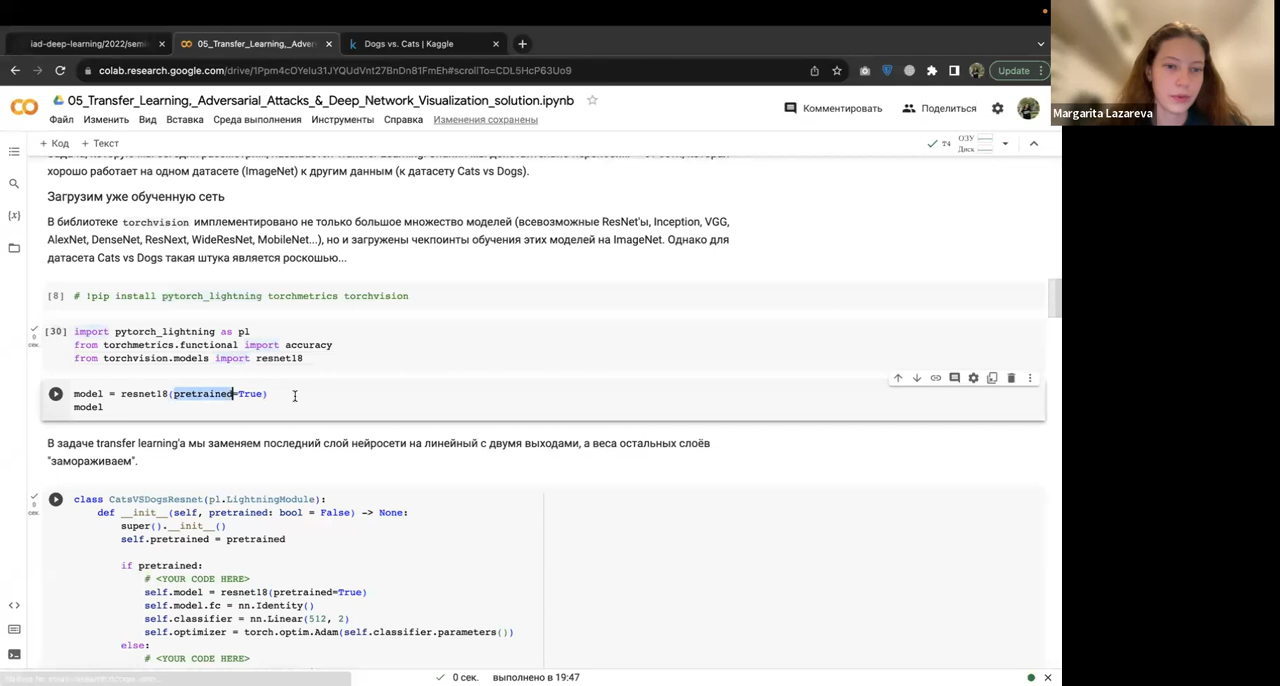 iad-deep-learning/2022/semi
05_Transfer_Learning,_Adver
Dogs vs. Cats | Kaggle
colab.research.google.com/drive/1Ppm4cOYelu31JYQUdVnt27BnDn81FmEh#scrollTo=CDL5HcP63Uo9
Update
Margarita Lazareva
05_Transfer_Learning,_Adversarial_Attacks_&_Deep_Network_Visualization_solution.ipynb
Комментировать
Поделиться
Файл Изменить Вид Вставка Среда выполнения Инструменты Справка Изменения сохранены
+ Код + Текст
T4
ОЗУ
Диск
хорошо работает на одном датасете (ImageNet) к другим данным (к датасету Cats vs Dogs).
Загрузим уже обученную сеть
В библиотеке torchvision имплементировано не только большое множество моделей (всевозможные ResNet'ы, Inception, VGG,
AlexNet, DenseNet, ResNext, WideResNet, MobileNet...), но и загружены чекпоинты обучения этих моделей на ImageNet. Однако для
датасета Cats vs Dogs такая штука является роскошью...
[8] # !pip install pytorch_lightning torchmetrics torchvision
0
сек.
[30] import pytorch_lightning as pl
from torchmetrics.functional import accuracy
from torchvision.models import resnet18
model = resnet18(pretrained=True)
model
В задаче transfer learning'а мы заменяем последний слой нейросети на линейный с двумя выходами, а веса остальных слоёв
"замораживаем".
0
сек.
class CatsVSDogsResnet(pl.LightningModule):
def __init__(self, pretrained: bool = False) -> None:
super().__init__()
self.pretrained = pretrained
if pretrained:
# <YOUR CODE HERE>
self.model = resnet18(pretrained=True)
self.model.fc = nn.Identity()
self.classifier = nn.Linear(512, 2)
self.optimizer = torch.optim.Adam(self.classifier.parameters())
else:
# <YOUR CODE HERE>
0 сек. выполнено в 19:47